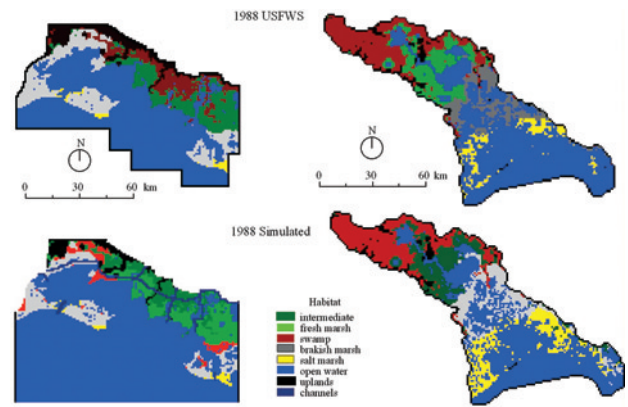 1988 USFWS
N
0 30 60
km
N
0 30 60
km
1988 Simulated
Habitat
intermediate
fresh marsh
swamp
brakish marsh
salt marsh
open water
uplands
channels